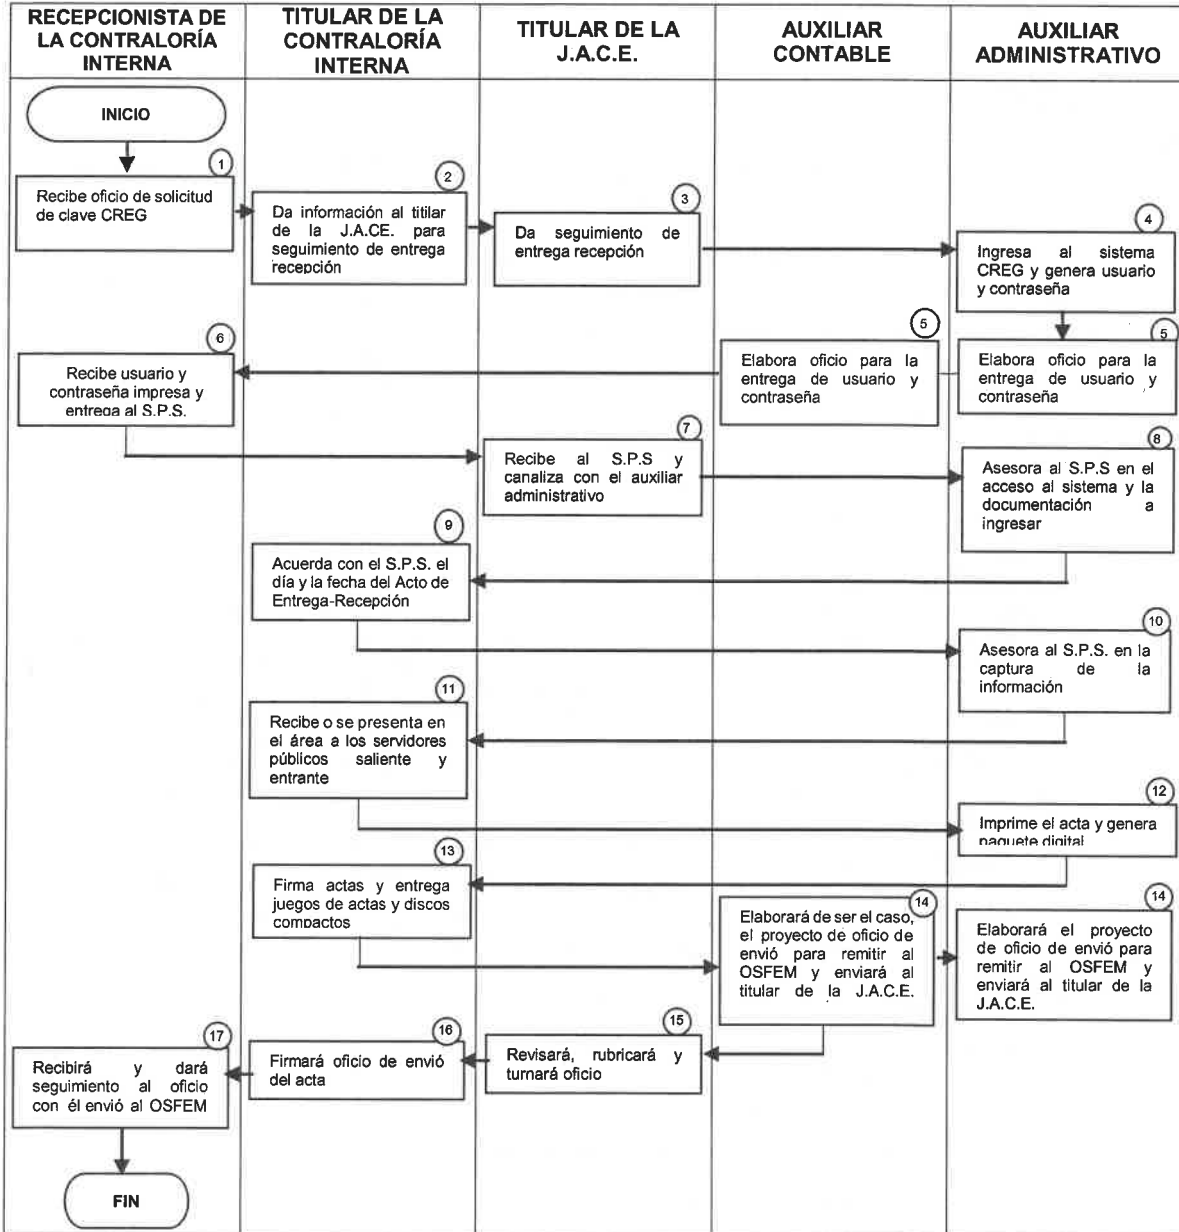 RECEPCIONISTA DE
LA CONTRALORÍA
INTERNA
TITULAR DE LA
CONTRALORÍA
INTERNA
TITULAR DE LA
J.A.C.E.
AUXILIAR
CONTABLE
AUXILIAR
ADMINISTRATIVO
INICIO
1
Recibe oficio de solicitud
de clave CREG
2
Da información al titilar
de la J.A.CE. para
seguimiento de entrega
recepción
3
Da seguimiento de
entrega recepción
4
Ingresa al sistema
CREG y genera usuario
y contraseña
5
Elabora oficio para la
entrega de usuario y
contraseña
5
Elabora oficio para la
entrega de usuario y
contraseña
6
Recibe usuario y
contraseña impresa y
entrega al S.P.S.
7
Recibe al S.P.S y
canaliza con el auxiliar
administrativo
8
Asesora al S.P.S en el
acceso al sistema y la
documentación a
ingresar
9
Acuerda con el S.P.S. el
día y la fecha del Acto de
Entrega-Recepción
10
Asesora al S.P.S. en la
captura de la
información
11
Recibe o se presenta en
el área a los servidores
públicos saliente y
entrante
12
Imprime el acta y genera
paquete digital
13
Firma actas y entrega
juegos de actas y discos
compactos
14
Elaborará de ser el caso,
el proyecto de oficio de
envió para remitir al
OSFEM y enviará al
titular de la J.A.C.E.
14
Elaborará el proyecto
de oficio de envió para
remitir al OSFEM y
enviará al titular de la
J.A.C.E.
15
Revisará, rubricará y
turnará oficio
16
Firmará oficio de envió
del acta
17
Recibirá y dará
seguimiento al oficio
con él envió al OSFEM
FIN